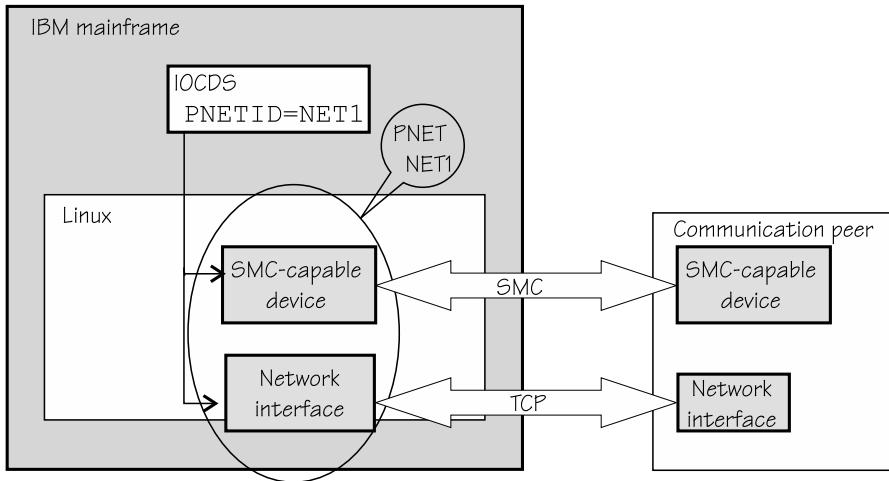 IBM mainframe
IOCDS
PNETID=NET1
PNET
NET1
Linux
SMC-capable
device
SMC
Communication peer
SMC-capable
device
Network
interface
TCP
Network
interface